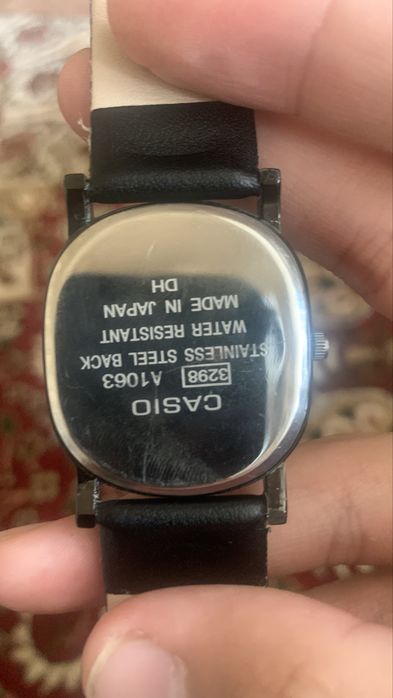 CASIO
3298 A1063
STAINLESS STEEL BACK
WATER RESISTANT
MADE IN JAPAN
DH